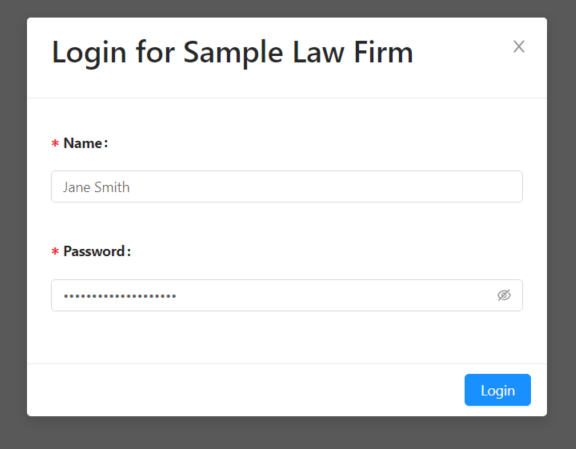 Login for Sample Law Firm
* Name:
Jane Smith
* Password:
••••••••••••••••••••
Login